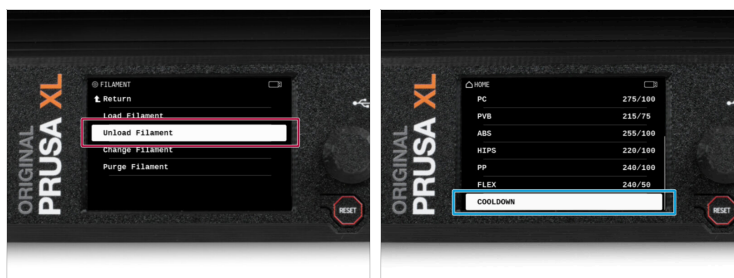 ORIGINAL
PRUSA XL
FILAMENT
Return
Load Filament
Unload Filament
Change Filament
Purge Filament
RESET
ORIGINAL
PRUSA XL
HOME
PC 275/100
PVB 215/75
ABS 255/100
HIPS 220/100
PP 240/100
FLEX 240/50
COOLDOWN
RESET